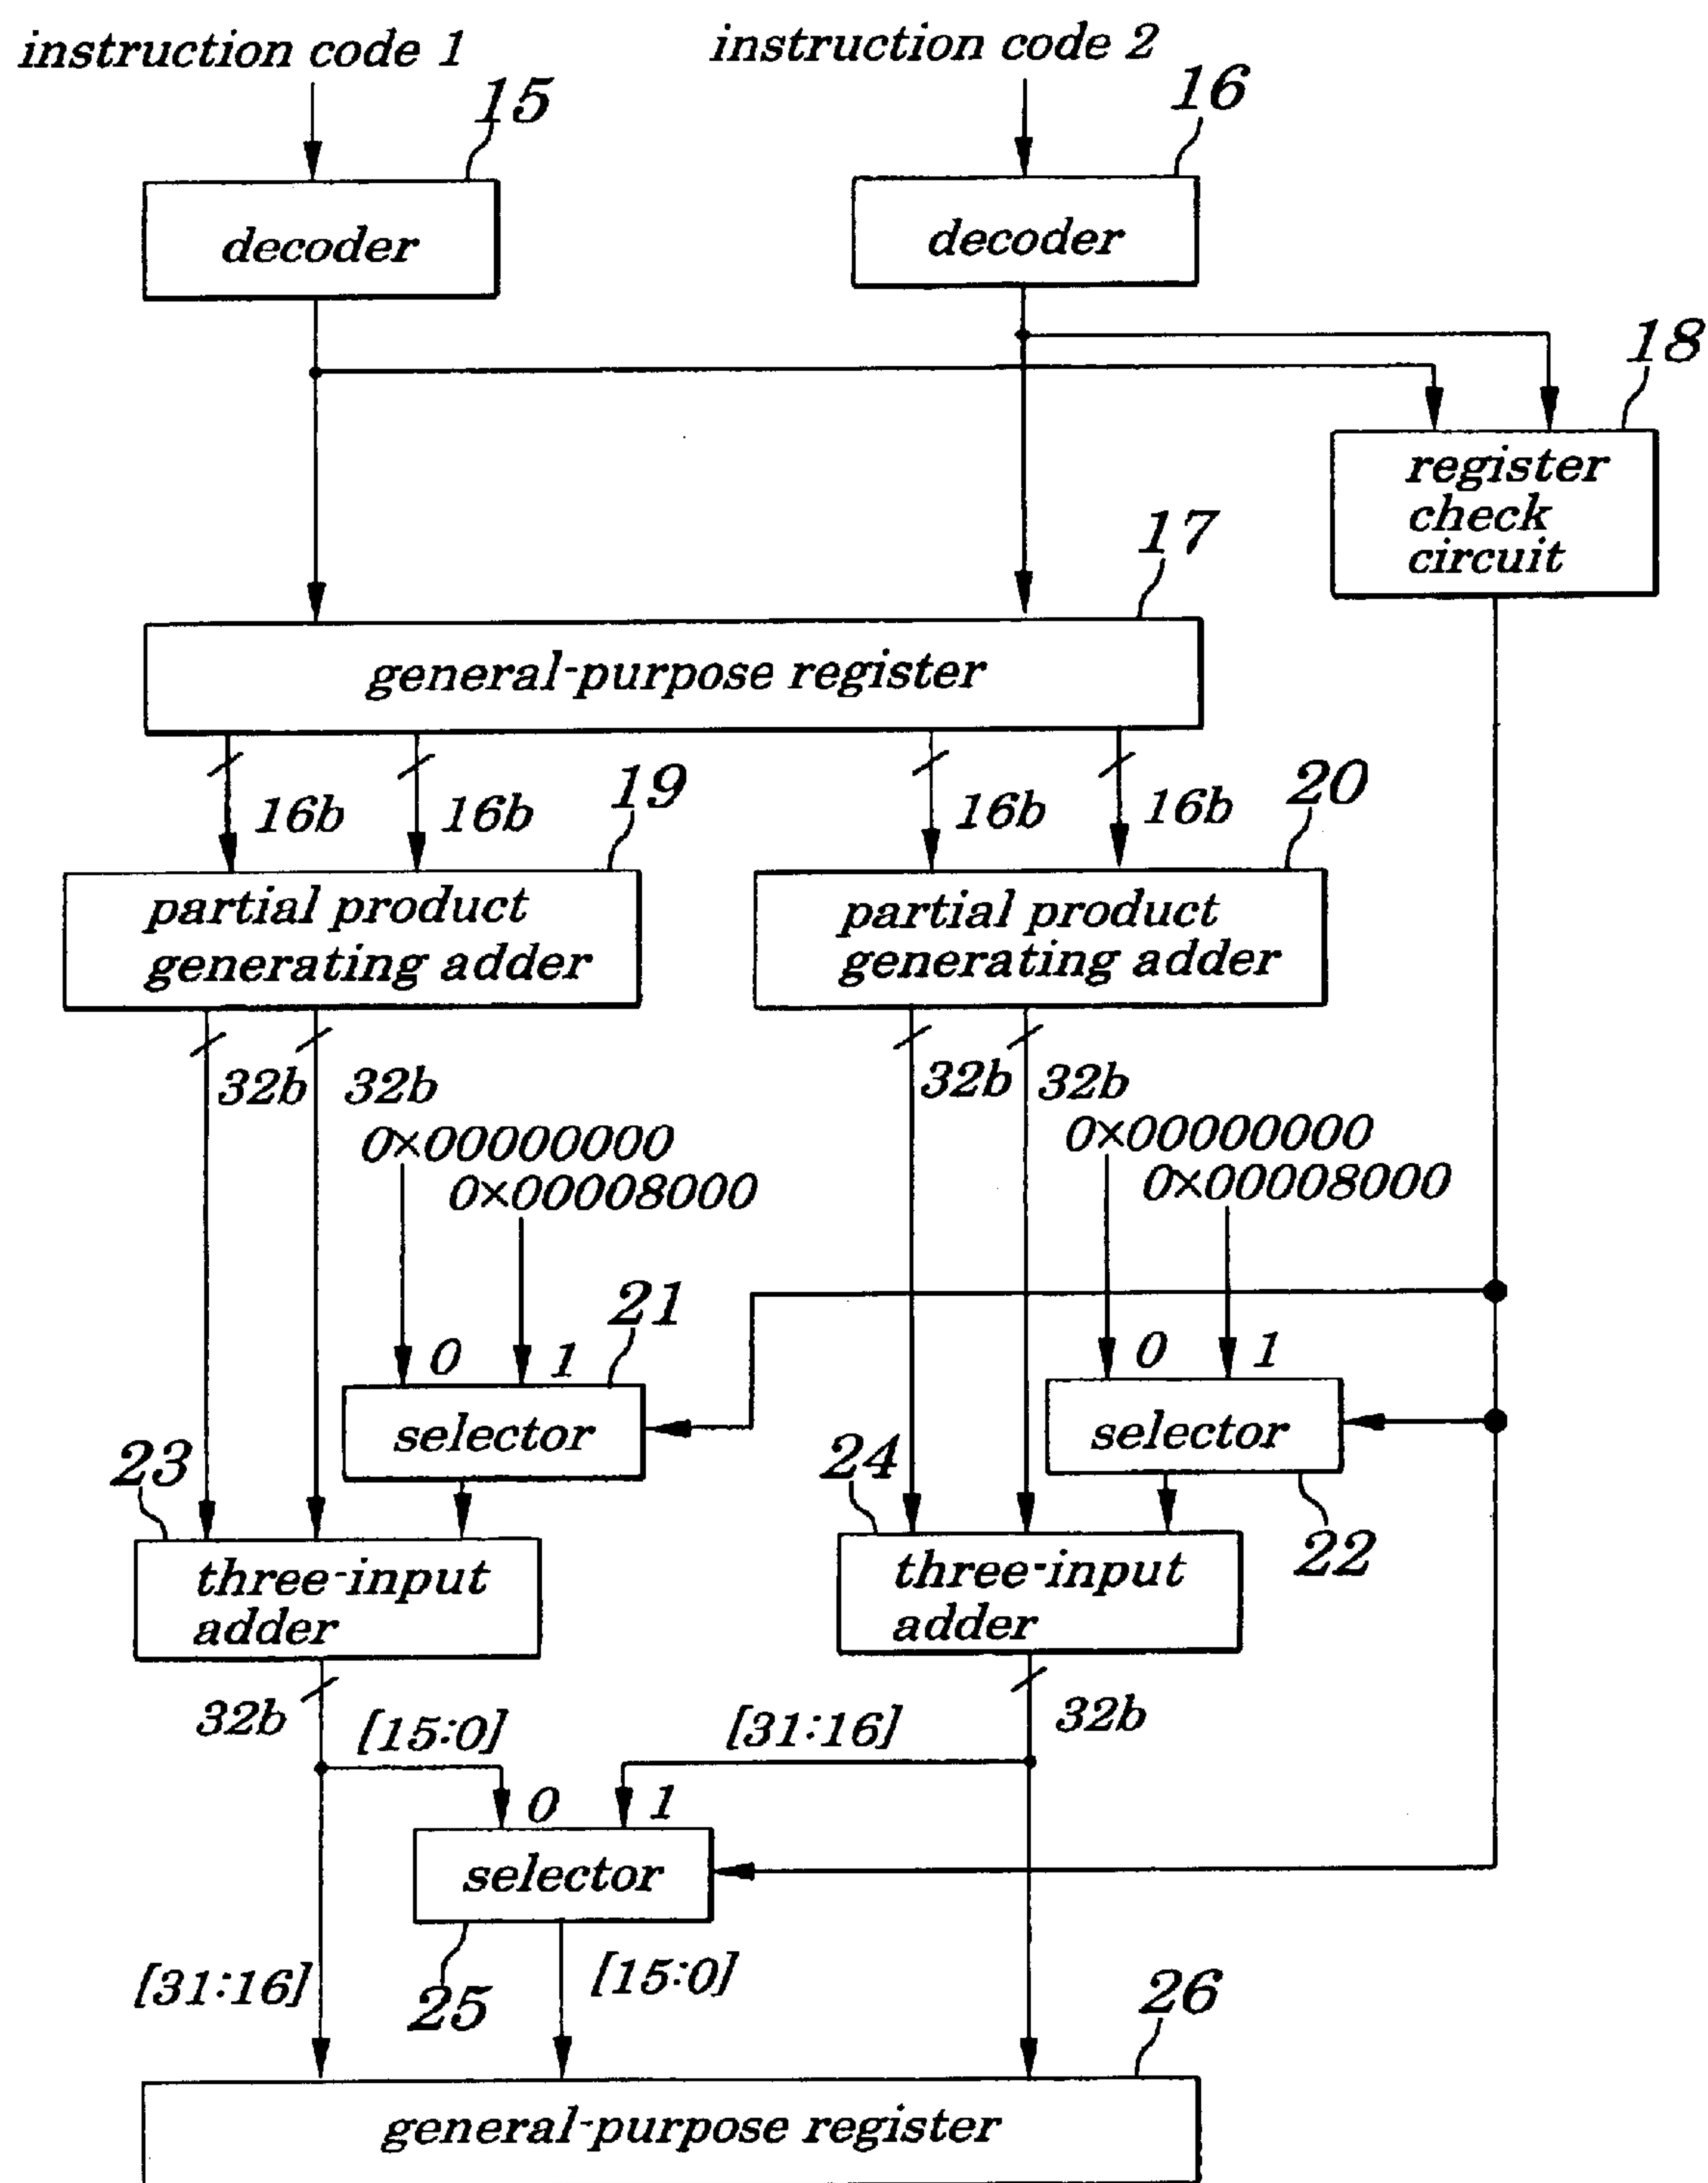 instruction code 1
instruction code 2
15
16
decoder
decoder
18
register
check
circuit
17
general-purpose register
16b
16b
19
16b
16b
20
partial product
generating adder
partial product
generating adder
32b
32b
32b
32b
0×00000000
0×00008000
0×00000000
0×00008000
21
0
1
0
1
selector
selector
23
24
22
three-input
adder
three-input
adder
32b
[15:0]
[31:16]
32b
0
1
selector
[31:16]
25
[15:0]
26
general-purpose register